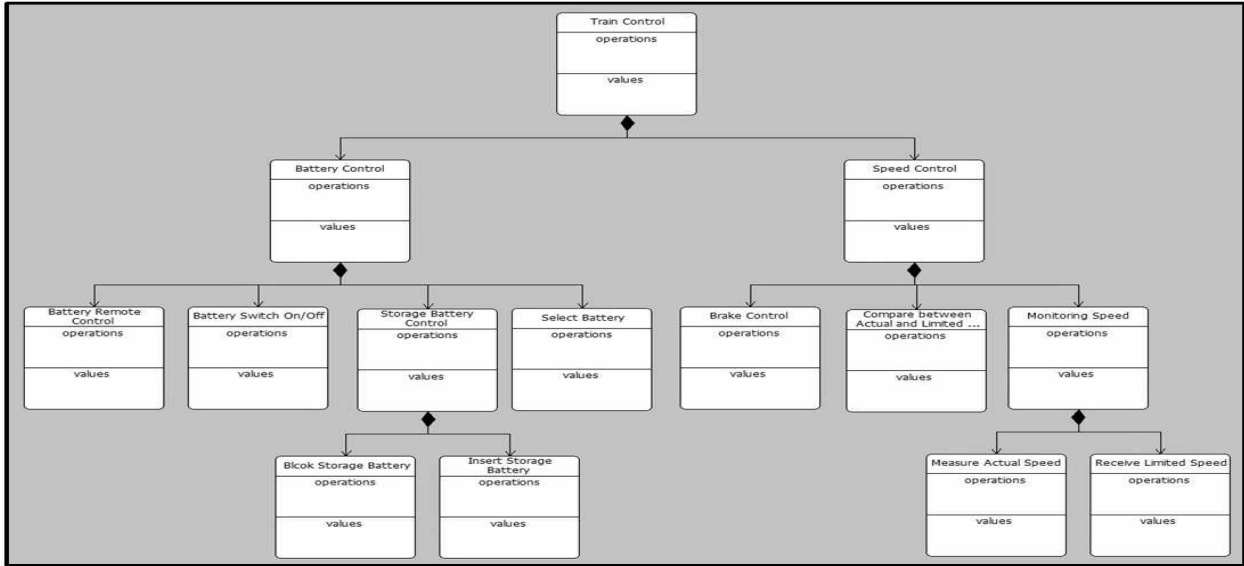 Train Control
operations
values
Battery Control
operations
values
Speed Control
operations
values
Battery Remote
Control
operations
values
Battery Switch On/Off
operations
values
Storage Battery
Control
operations
values
Select Battery
operations
values
Brake Control
operations
values
Compare between
Actual and Limited ...
operations
values
Monitoring Speed
operations
values
Blcok Storage Battery
operations
values
Insert Storage
Battery
operations
values
Measure Actual Speed
operations
values
Receive Limited Speed
operations
values